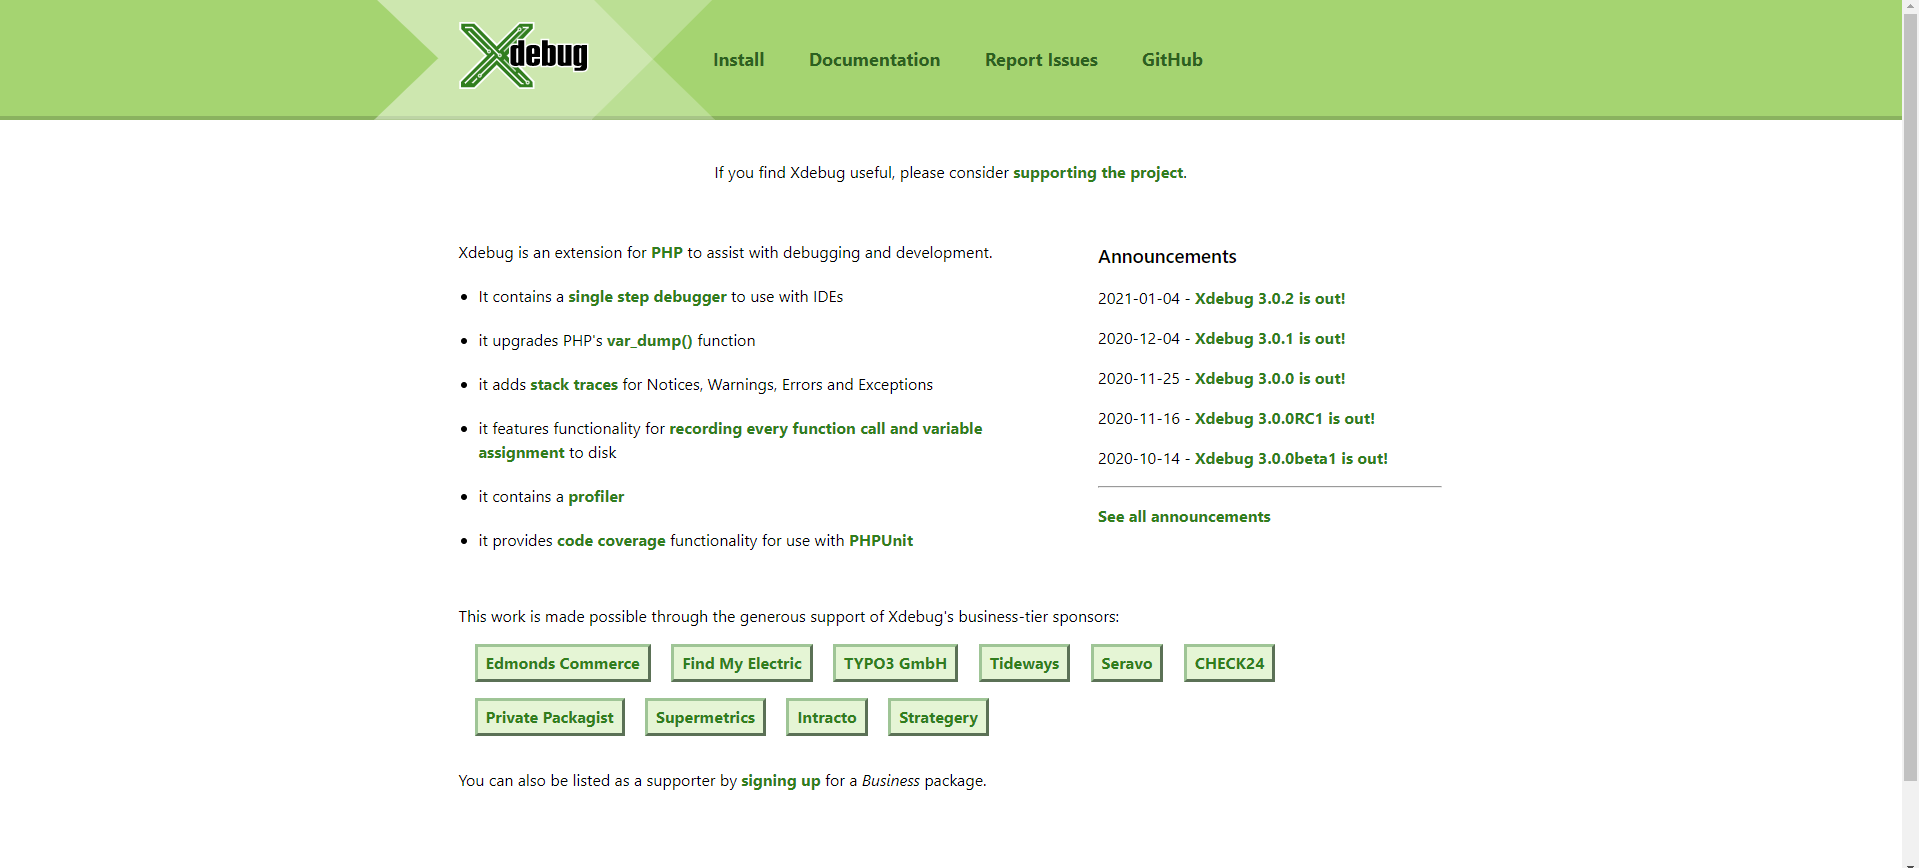 Xdebug
Install Documentation Report Issues GitHub
If you find Xdebug useful, please consider supporting the project.
Xdebug is an extension for PHP to assist with debugging and development.
• It contains a single step debugger to use with IDEs
• it upgrades PHP's var_dump() function
• it adds stack traces for Notices, Warnings, Errors and Exceptions
• it features functionality for recording every function call and variable
assignment to disk
• it contains a profiler
• it provides code coverage functionality for use with PHPUnit
Announcements
2021-01-04 - Xdebug 3.0.2 is out!
2020-12-04 - Xdebug 3.0.1 is out!
2020-11-25 - Xdebug 3.0.0 is out!
2020-11-16 - Xdebug 3.0.0RC1 is out!
2020-10-14 - Xdebug 3.0.0beta1 is out!
See all announcements
This work is made possible through the generous support of Xdebug's business-tier sponsors:
Edmonds Commerce Find My Electric TYPO3 GmbH Tideways Seravo CHECK24
Private Packagist Supermetrics Intracto Strategery
You can also be listed as a supporter by signing up for a Business package.